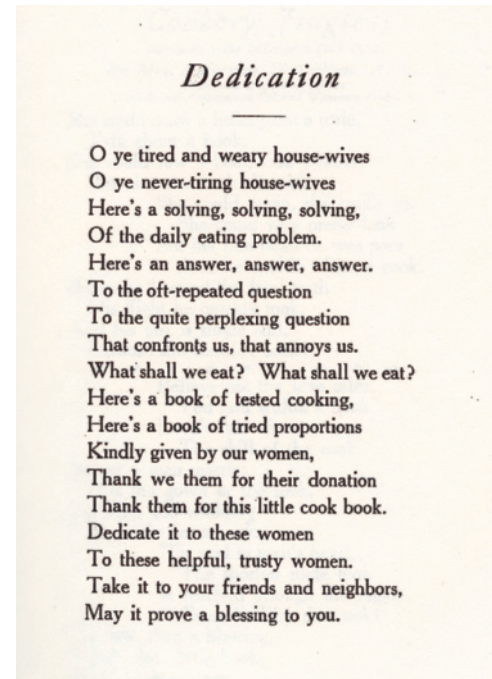 Dedication
O ye tired and weary house-wives
O ye never-tiring house-wives
Here's a solving, solving, solving,
Of the daily eating problem.
Here's an answer, answer, answer.
To the oft-repeated question
To the quite perplexing question
That confronts us, that annoys us.
What shall we eat? What shall we eat?
Here's a book of tested cooking,
Here's a book of tried proportions
Kindly given by our women,
Thank we them for their donation
Thank them for this little cook book.
Dedicate it to these women
To these helpful, trusty women.
Take it to your friends and neighbors,
May it prove a blessing to you.